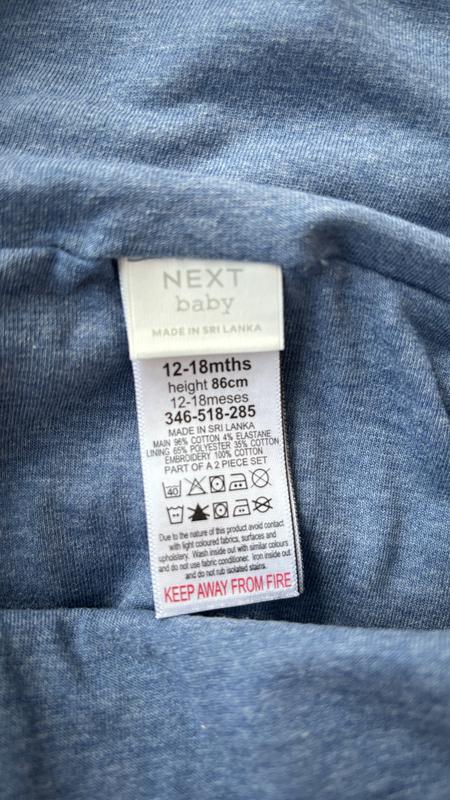 NEXT
baby
MADE IN SRI LANKA
12-18mths
height 86cm
12-18meses
346-518-285
MADE IN SRI LANKA
MAIN 96% COTTON 4% ELASTANE
LINING 65% POLYESTER 35% COTTON
EMBROIDERY 100% COTTON
PART OF A 2 PIECE SET
40
Due to the nature of this product avoid contact
with light coloured fabrics, surfaces and
upholstery. Wash inside out with similar colours
and do not use fabric conditioner. Iron inside out
and do not rub isolated stains.
KEEP AWAY FROM FIRE